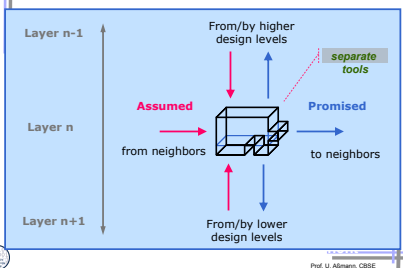 Layer n-1
From/by higher
design levels
separate
tools
Assumed
Promised
Layer n
from neighbors
to neighbors
Layer n+1
From/by lower
design levels
Prof. U. Aßmann, CBSE